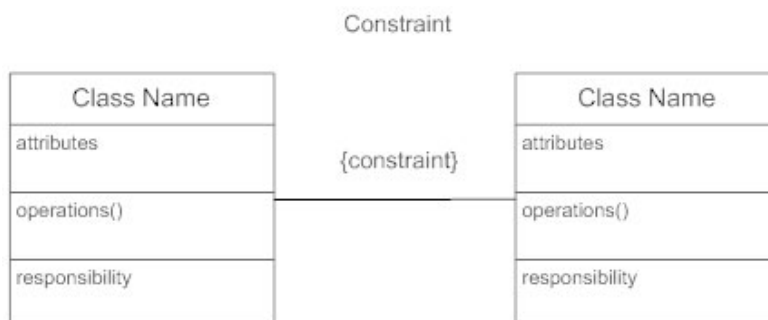 Constraint
Class Name
attributes
operations()
responsibility
{constraint}
Class Name
attributes
operations()
responsibility